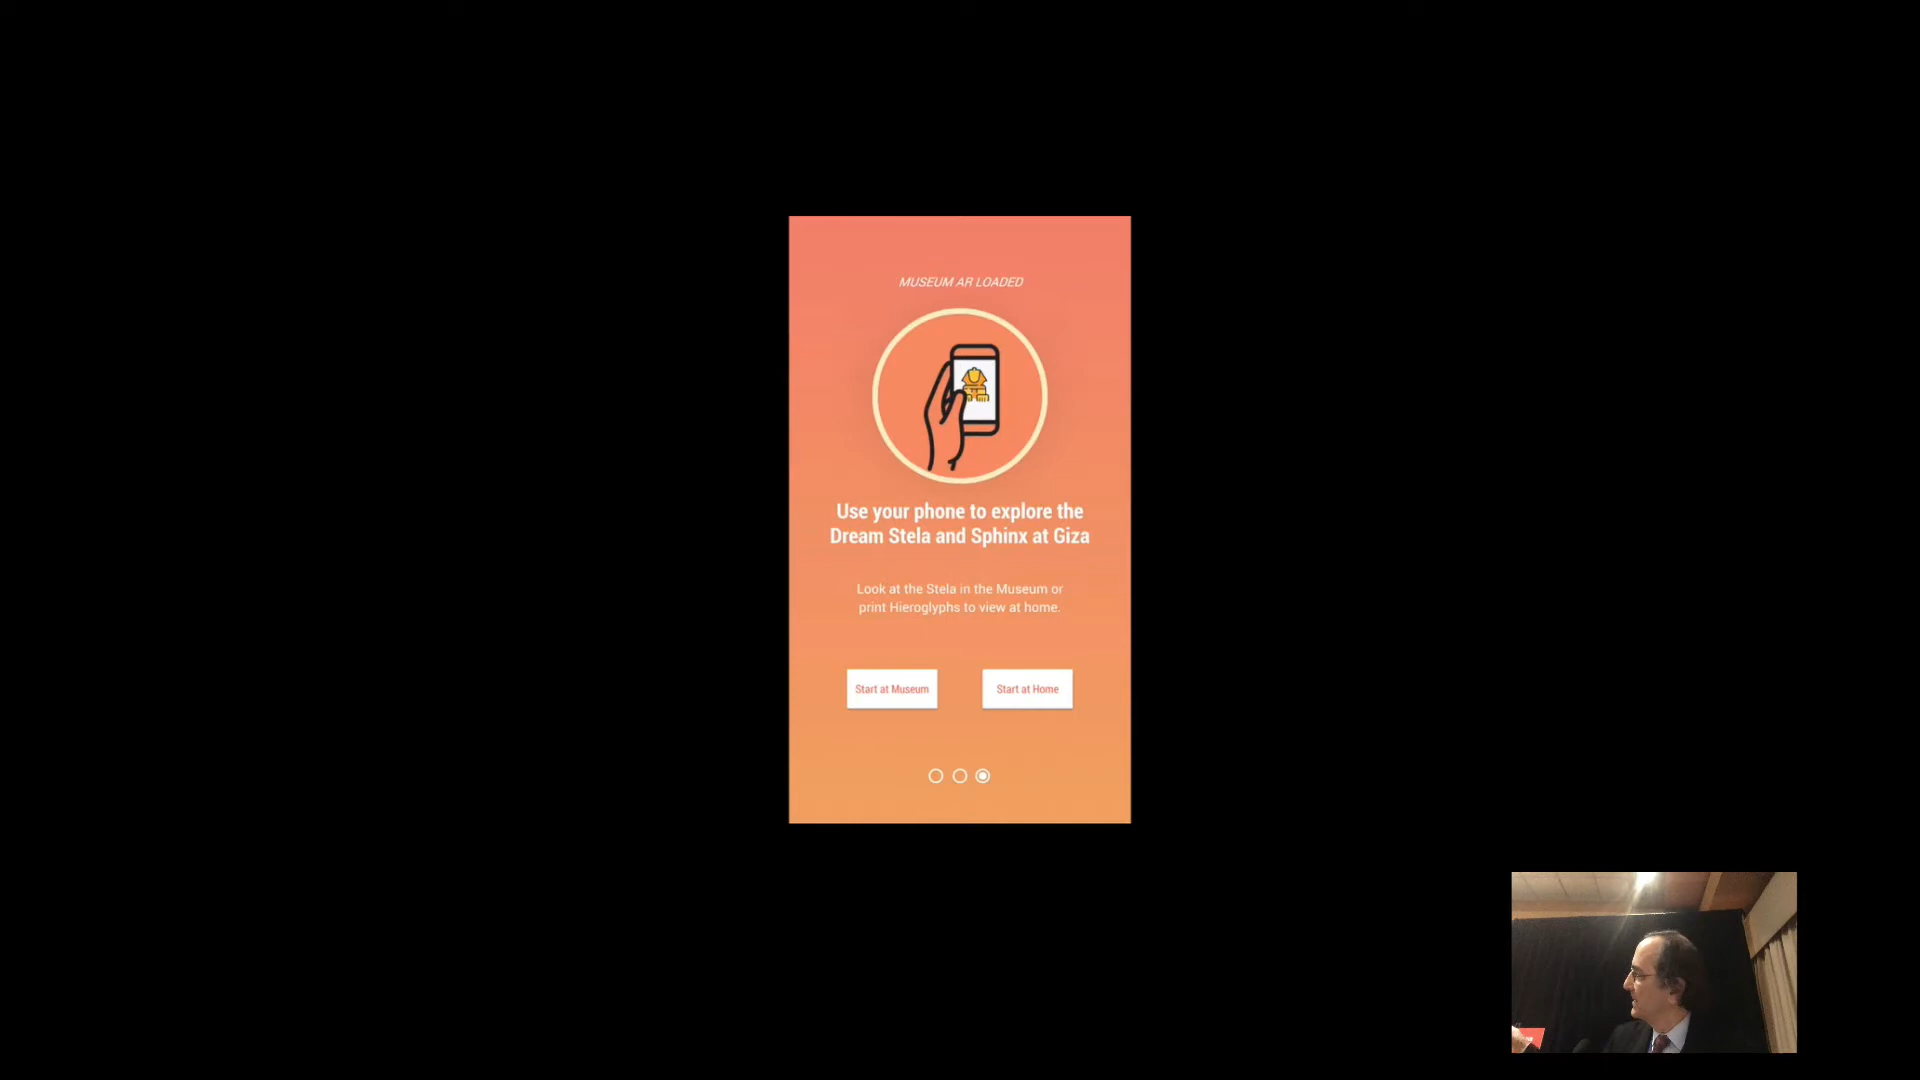 MUSEUM AR LOADED
Use your phone to explore the
Dream Stela and Sphinx at Giza
Look at the Stela in the Museum or
print Hieroglyphs to view at home.
Start at Museum
Start at Home